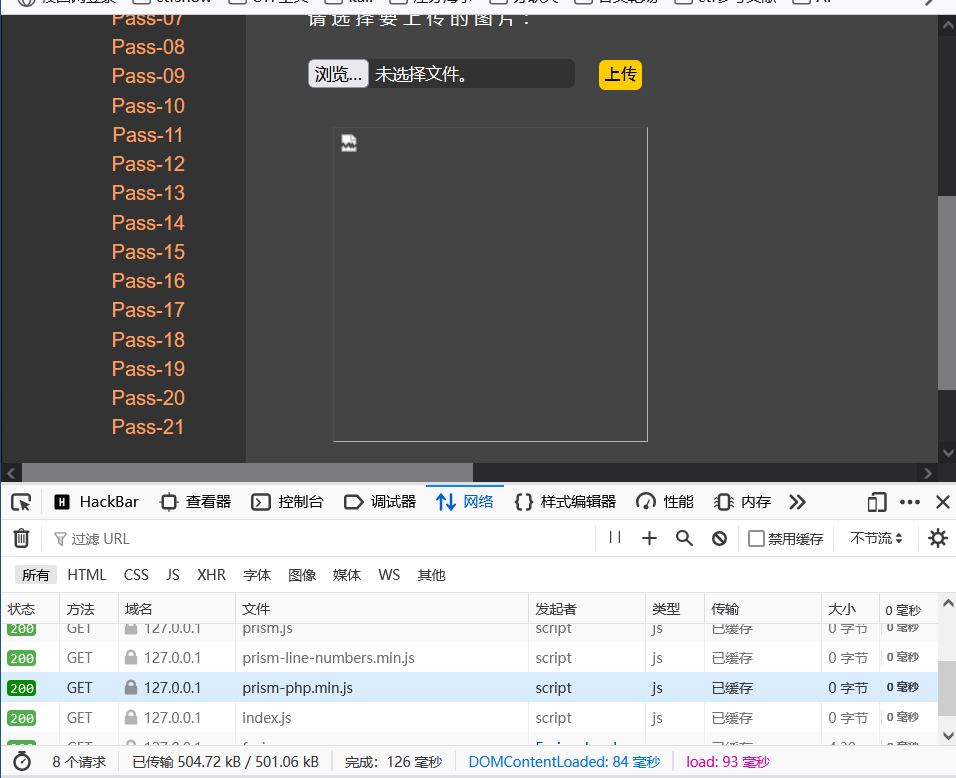 Pass-07
请选择要上传的图片：
Pass-08
浏览... 未选择文件。 上传
Pass-09
Pass-10
Pass-11
Pass-12
Pass-13
Pass-14
Pass-15
Pass-16
Pass-17
Pass-18
Pass-19
Pass-20
Pass-21
HackBar 查看器 控制台 调试器 网络 样式编辑器 性能 内存
过滤 URL 禁用缓存 不节流
所有 HTML CSS JS XHR 字体 图像 媒体 WS 其他
状态 方法 域名 文件 发起者 类型 传输 大小 0 毫秒
200 GET 127.0.0.1 prism.js script js 已缓存 0 字节 0 毫秒
200 GET 127.0.0.1 prism-line-numbers.min.js script js 已缓存 0 字节 0 毫秒
200 GET 127.0.0.1 prism-php.min.js script js 已缓存 0 字节 0 毫秒
200 GET 127.0.0.1 index.js script js 已缓存 0 字节 0 毫秒
8 个请求 已传输 504.72 kB / 501.06 kB 完成：126 毫秒 DOMContentLoaded: 84 毫秒 load: 93 毫秒